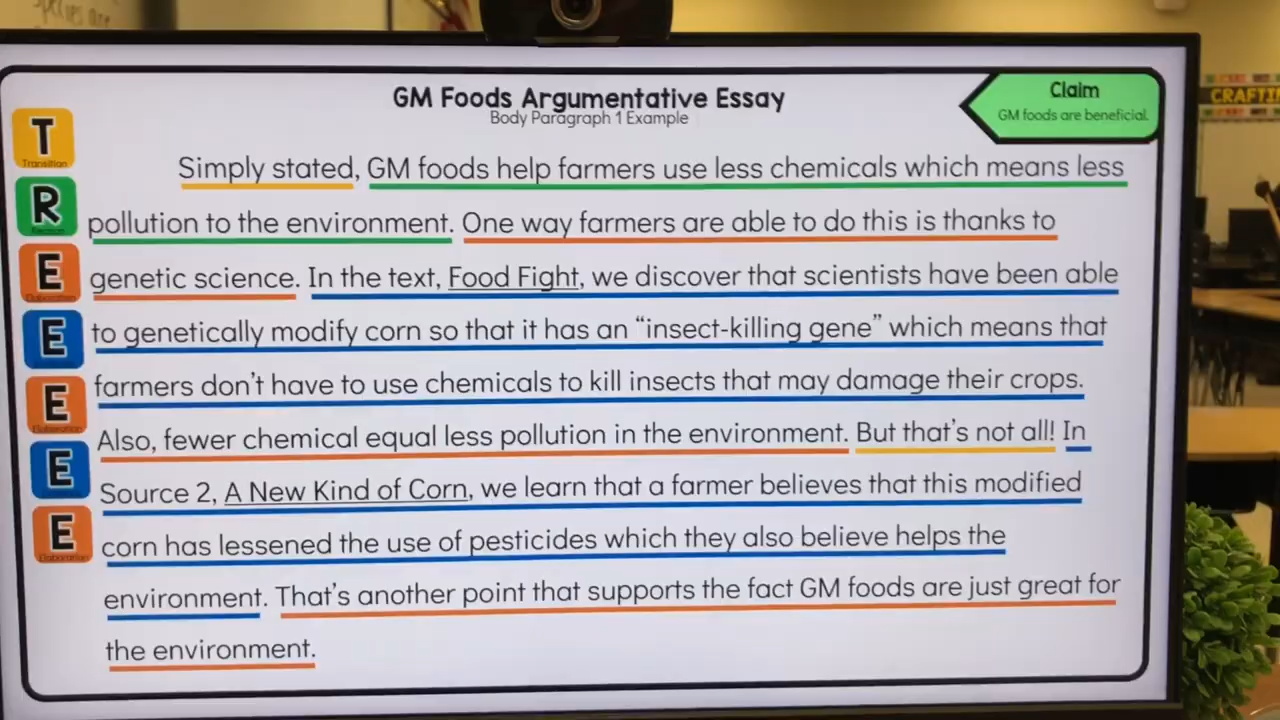 species are
GM Foods Argumentative Essay
Body Paragraph 1 Example
Claim
GM foods are beneficial.
CRAFTI
T
Transition
R
E
Elaboration
E
E
Elaboration
E
E
Elaboration
Simply stated, GM foods help farmers use less chemicals which means less
pollution to the environment. One way farmers are able to do this is thanks to
genetic science. In the text, Food Fight, we discover that scientists have been able
to genetically modify corn so that it has an “insect-killing gene” which means that
farmers don’t have to use chemicals to kill insects that may damage their crops.
Also, fewer chemical equal less pollution in the environment. But that’s not all! In
Source 2, A New Kind of Corn, we learn that a farmer believes that this modified
corn has lessened the use of pesticides which they also believe helps the
environment. That’s another point that supports the fact GM foods are just great for
the environment.